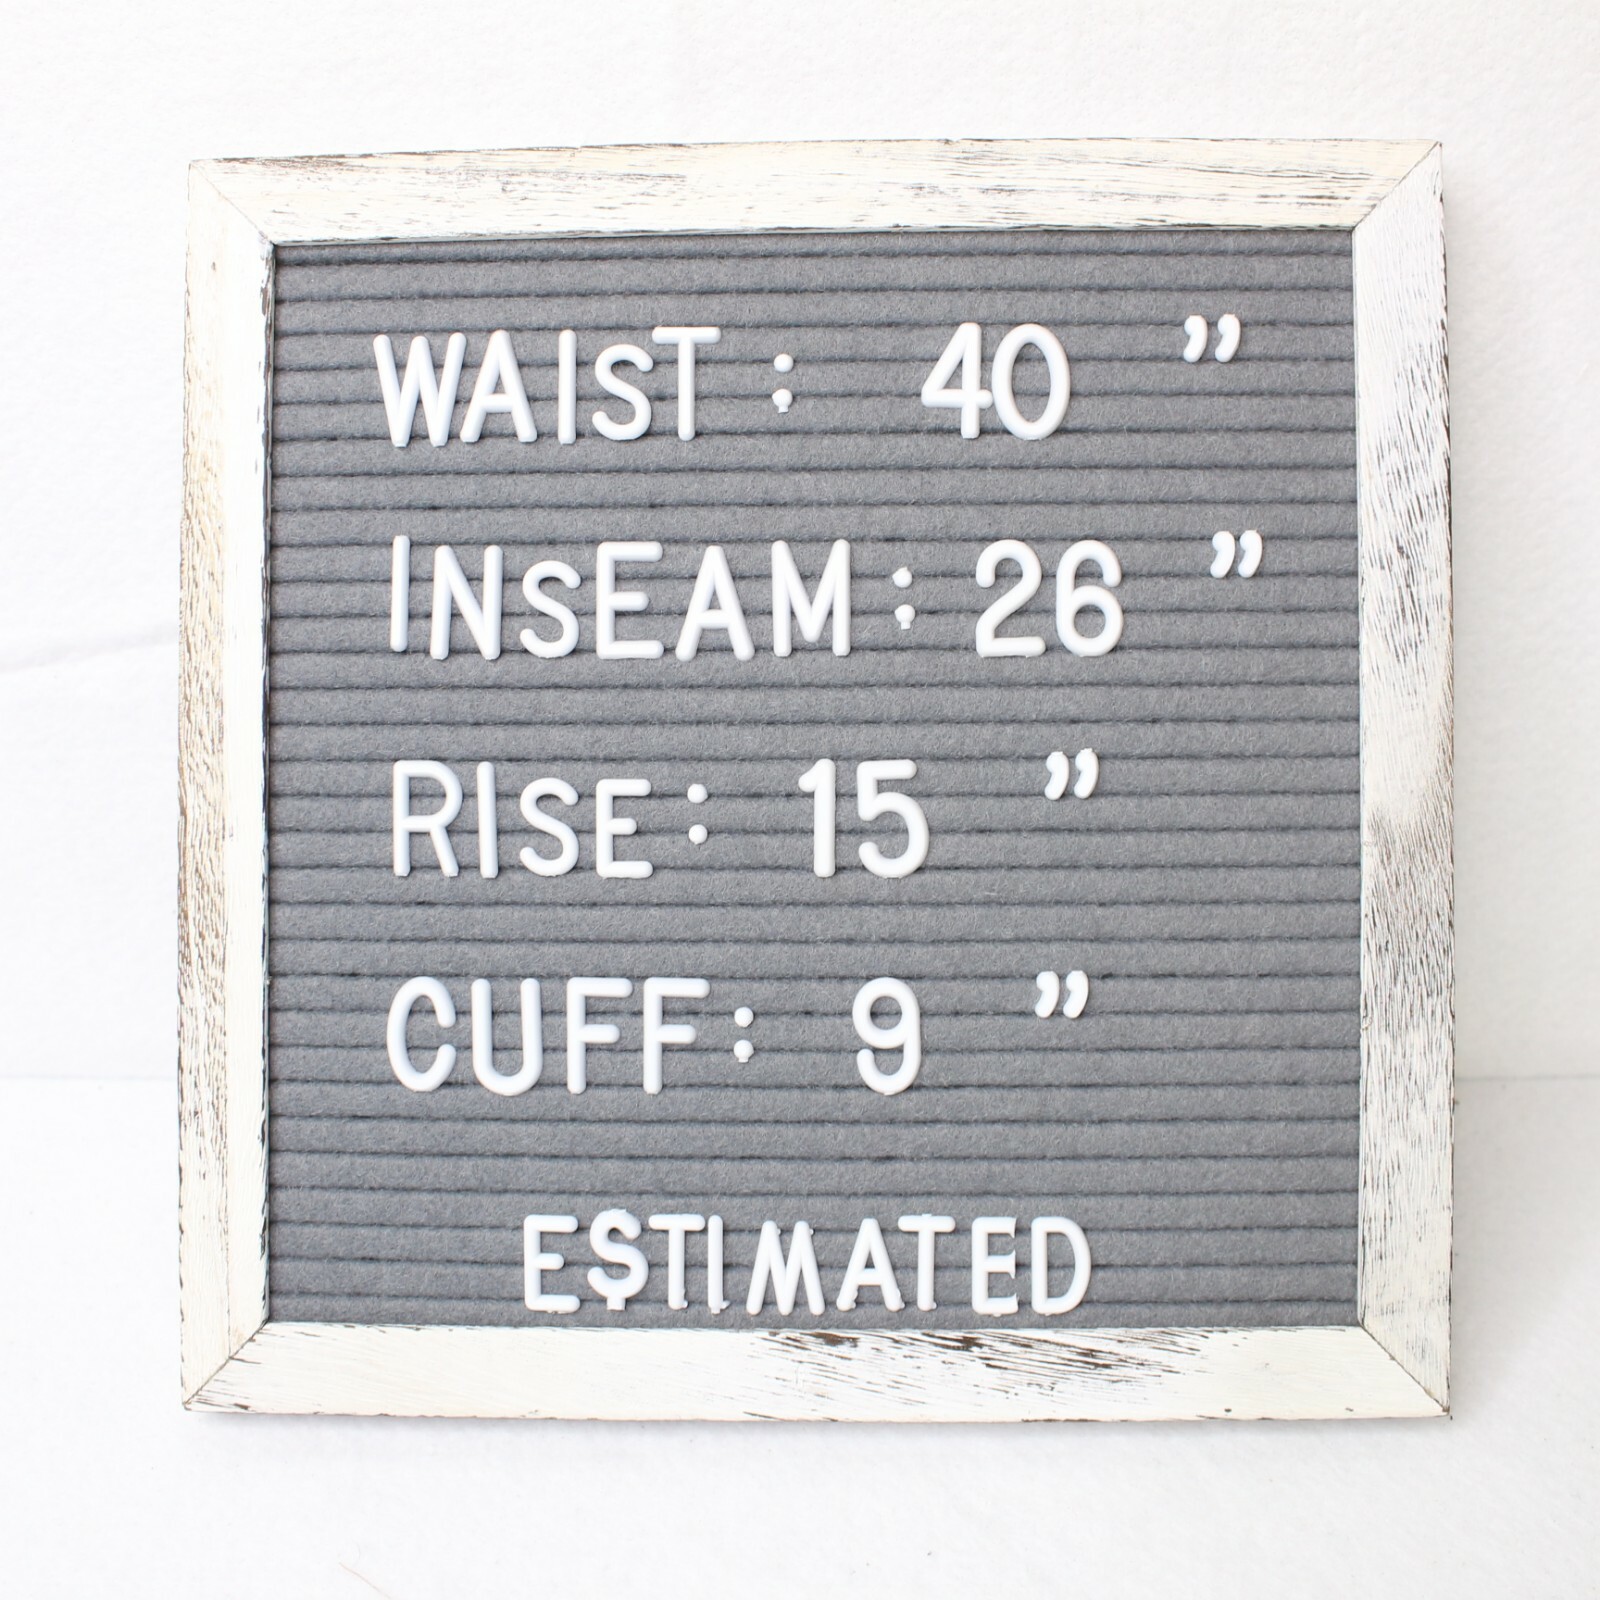 WAIST : 40 ”
INSEAM : 26 ”
RISE : 15 ”
CUFF : 9 ”
ESTIMATED